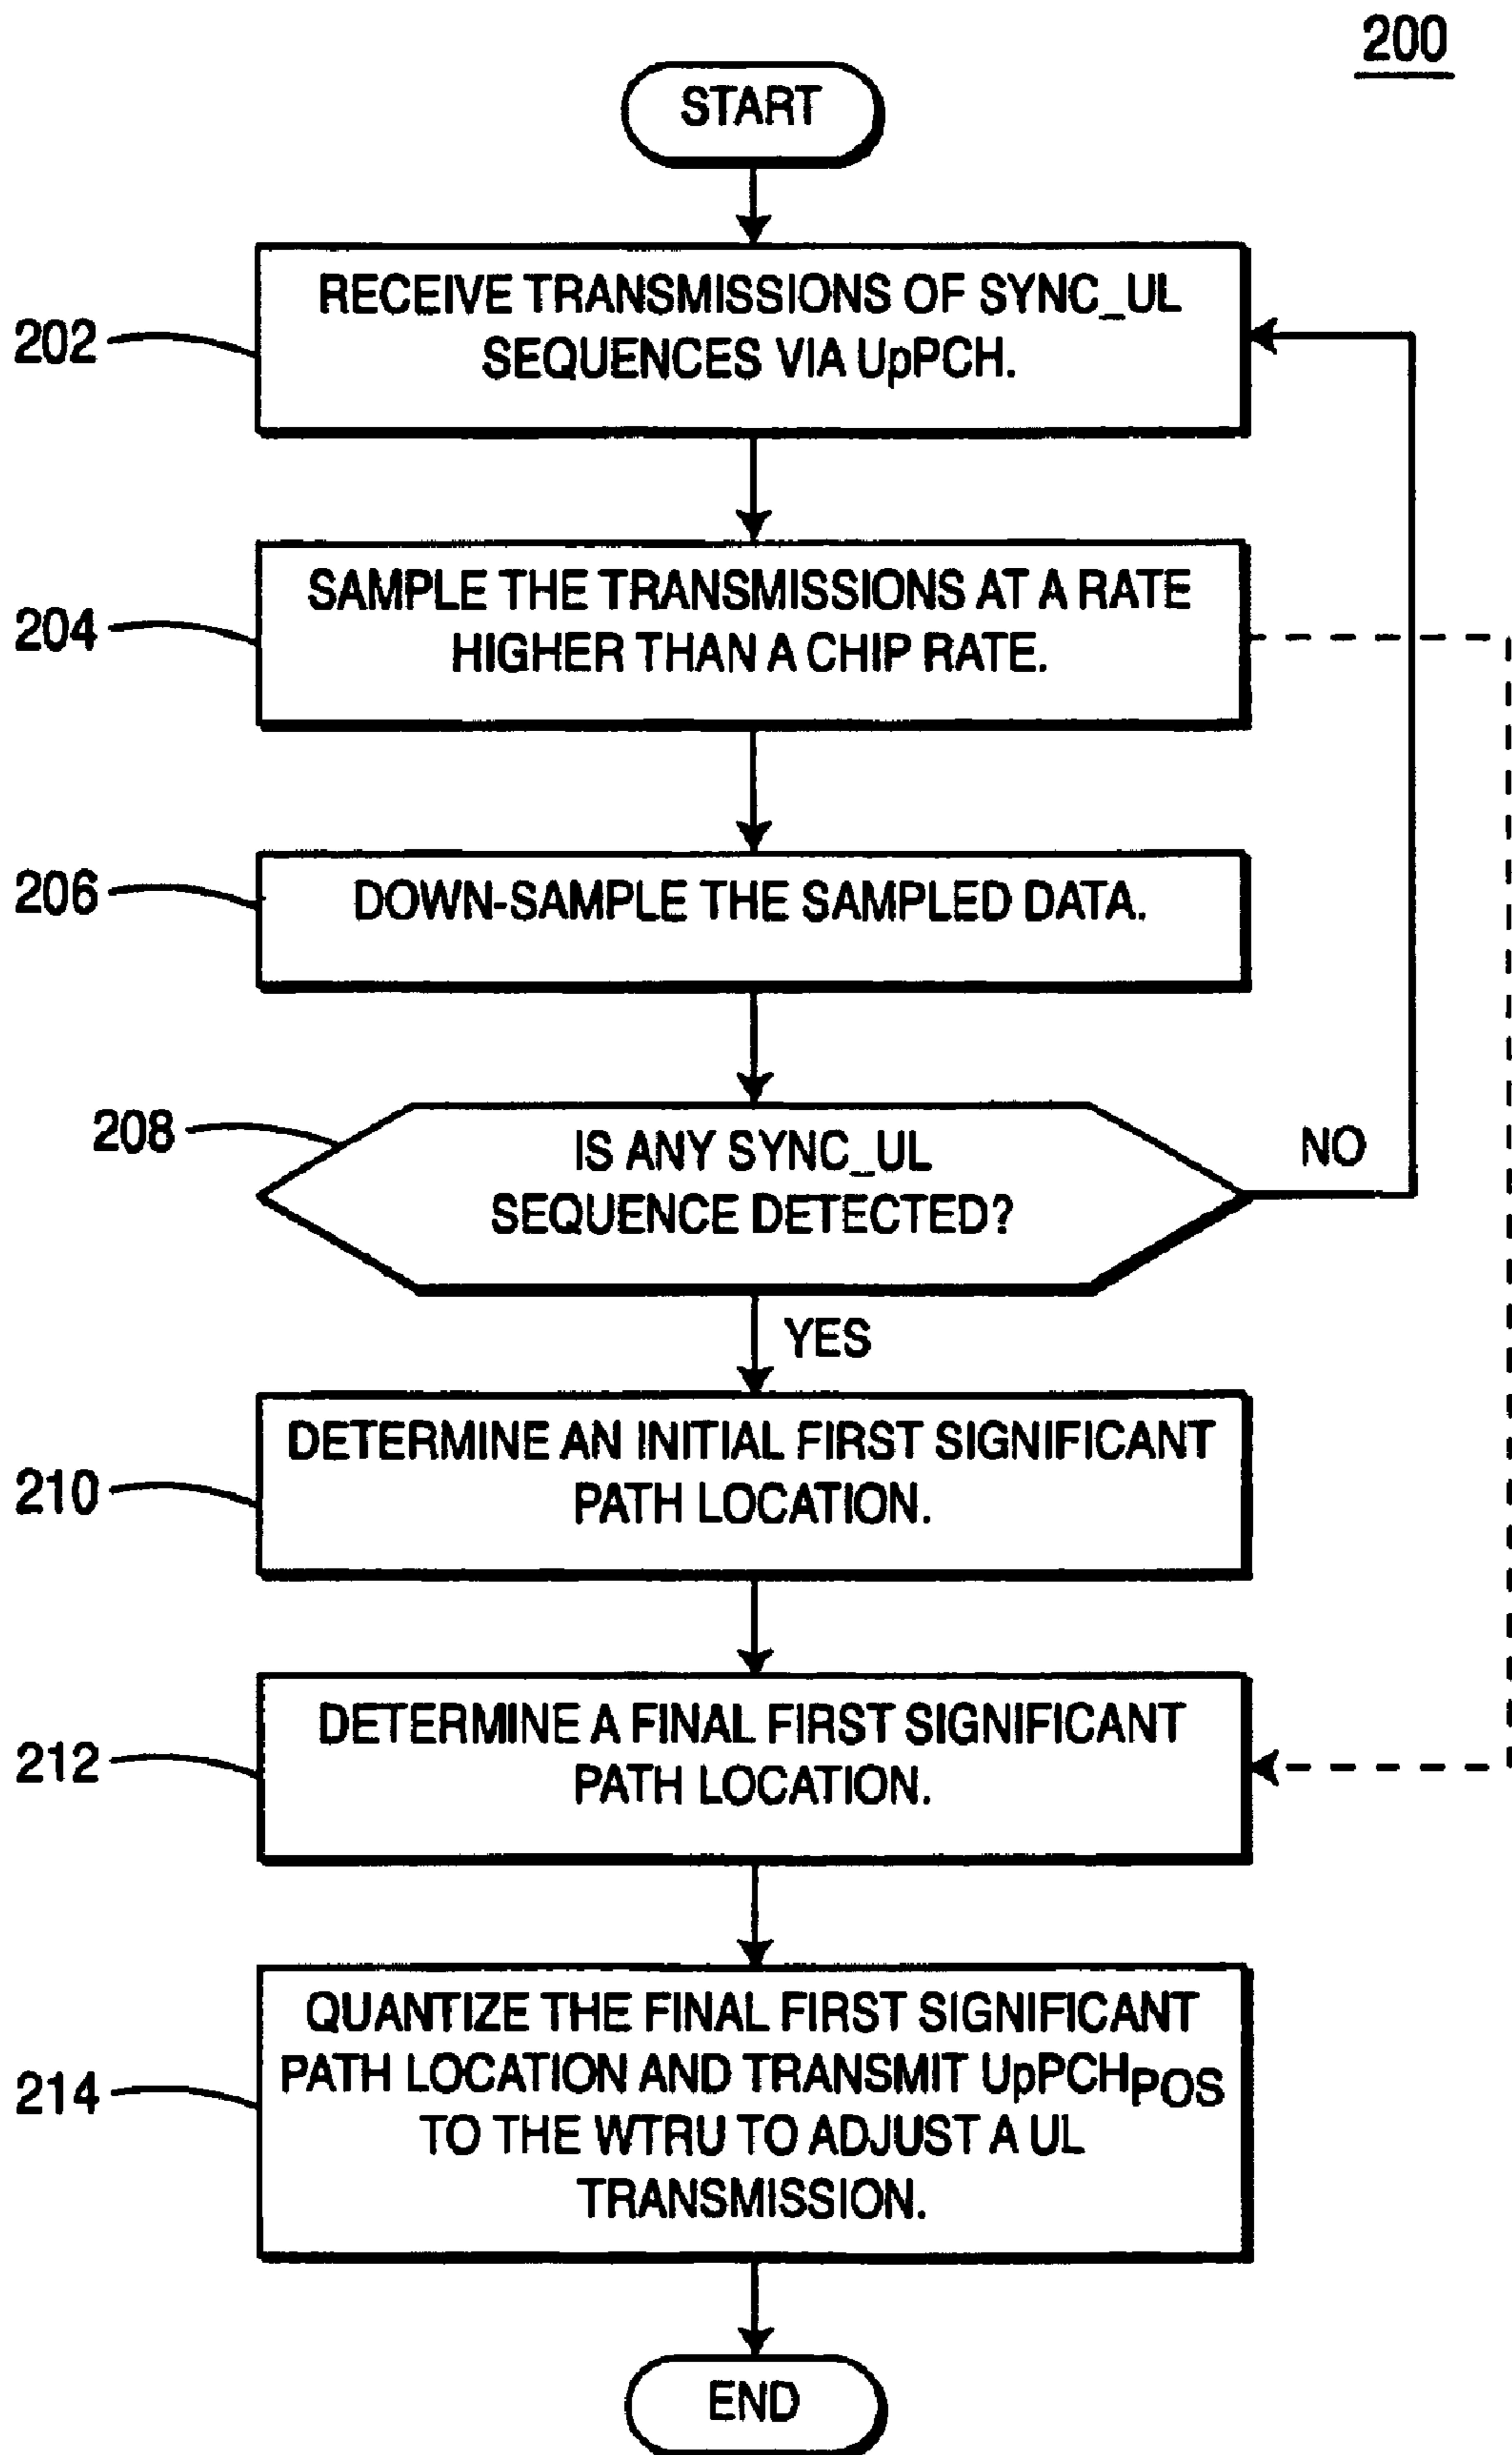 200
START
202
RECEIVE TRANSMISSIONS OF SYNC_UL
SEQUENCES VIA UpPCH.
204
SAMPLE THE TRANSMISSIONS AT A RATE
HIGHER THAN A CHIP RATE.
206
DOWN-SAMPLE THE SAMPLED DATA.
208
IS ANY SYNC_UL
SEQUENCE DETECTED?
NO
YES
210
DETERMINE AN INITIAL FIRST SIGNIFICANT
PATH LOCATION.
212
DETERMINE A FINAL FIRST SIGNIFICANT
PATH LOCATION.
214
QUANTIZE THE FINAL FIRST SIGNIFICANT
PATH LOCATION AND TRANSMIT UpPCHPOS
TO THE WTRU TO ADJUST A UL
TRANSMISSION.
END